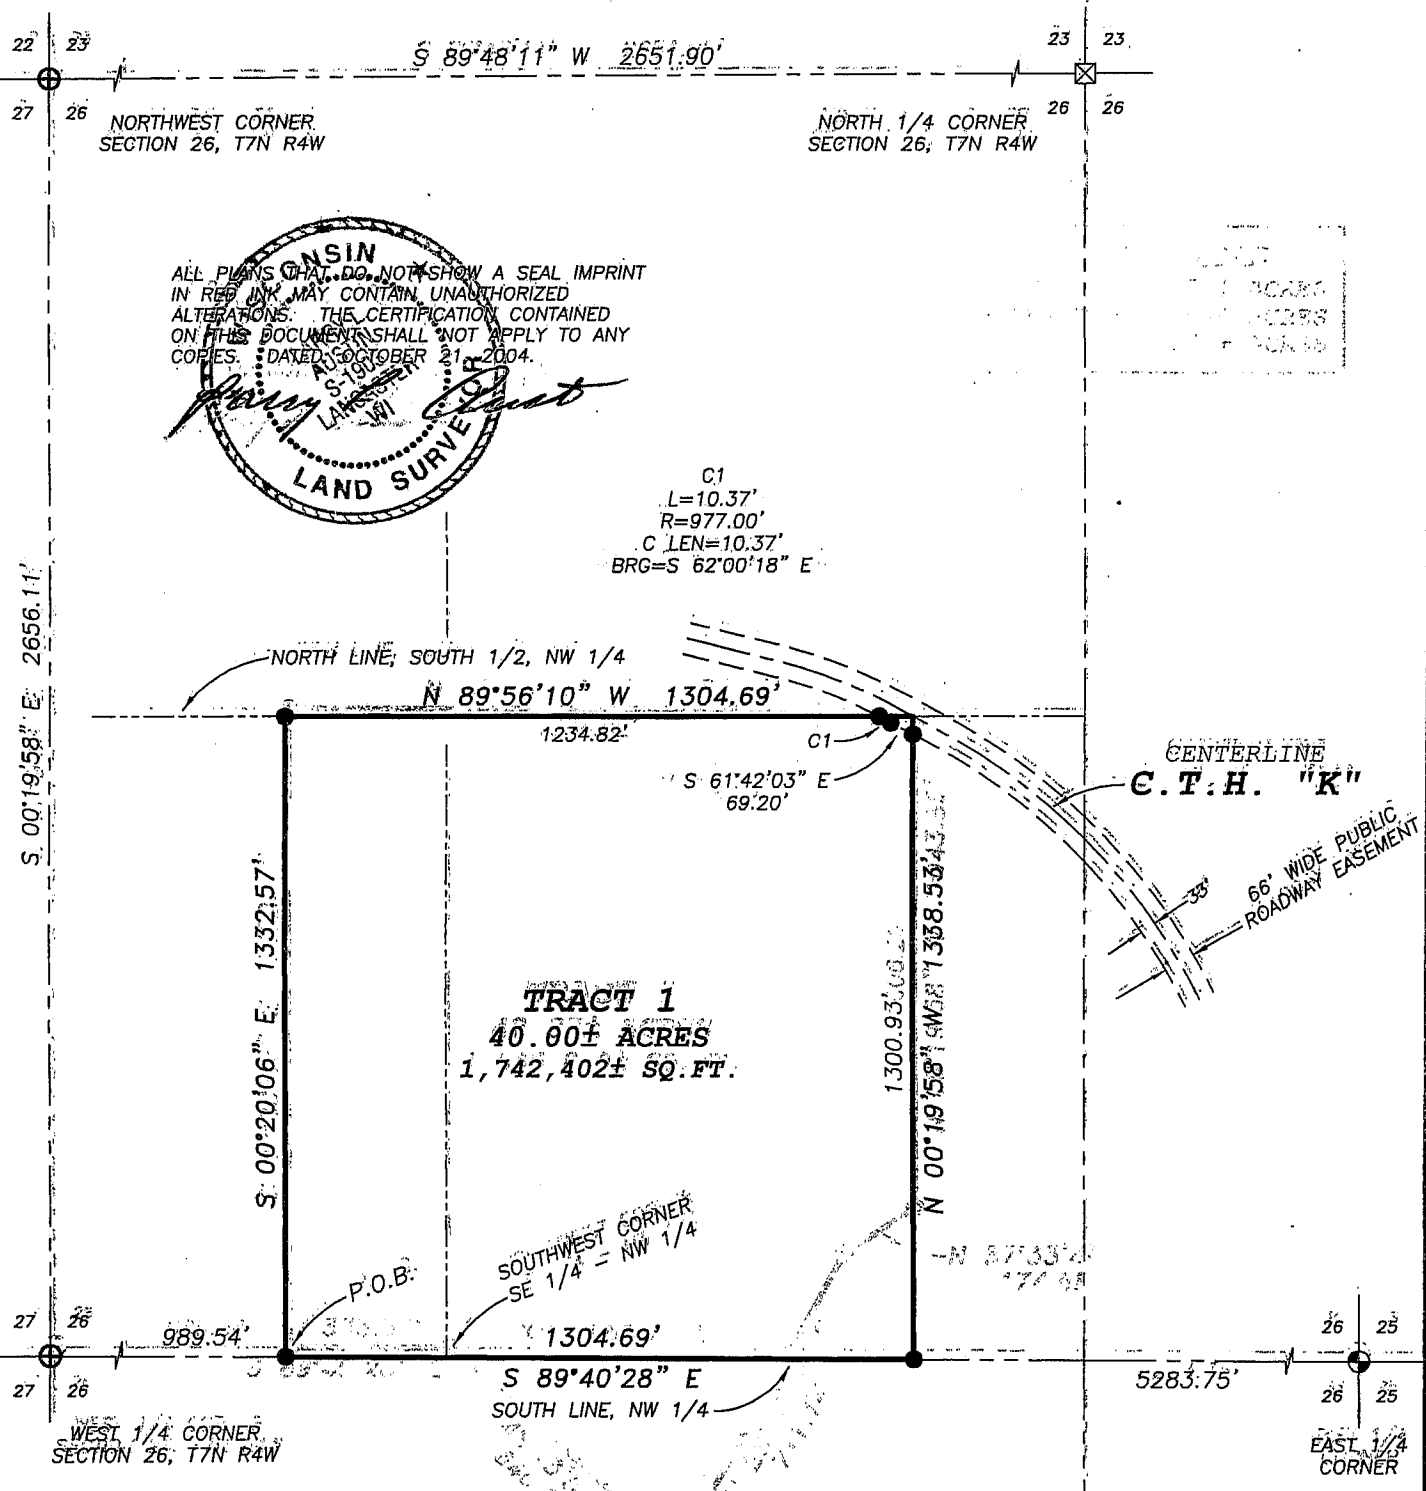 22 23
S 89°48'11" W 2651.90'
23 23
27 26
26 26
NORTHWEST CORNER
SECTION 26, T7N R4W
NORTH 1/4 CORNER
SECTION 26, T7N R4W
WISCONSIN
LAND SURVEYOR
AUSTIN
LANCASTER
WI
ALL PLANS THAT DO NOT SHOW A SEAL IMPRINT
IN RED INK MAY CONTAIN UNAUTHORIZED
ALTERATIONS. THE CERTIFICATION CONTAINED
ON THIS DOCUMENT SHALL NOT APPLY TO ANY
COPIES. DATED OCTOBER 21, 2004.
C1
L=10.37'
R=977.00'
C LEN=10.37'
BRG=S 62°00'18" E
S 00°19'58" E 2656.11'
NORTH LINE, SOUTH 1/2, NW 1/4
N 89°56'10" W 1304.69'
1234.82'
C1
S 61°42'03" E
69.20'
CENTERLINE
C.T.H. "K"
66' WIDE PUBLIC
ROADWAY EASEMENT
33'
S 00°20'06" E 1332.57'
1300.93'
N 00°19'58" W 1338.53'
TRACT 1
40.00± ACRES
1,742,402± SQ.FT.
SOUTHWEST CORNER
SE 1/4 - NW 1/4
P.O.B.
27 26
989.54'
1304.69'
26 25
27 26
S 89°40'28" E
5283.75'
26 25
SOUTH LINE, NW 1/4
WEST 1/4 CORNER
SECTION 26, T7N R4W
EAST 1/4
CORNER